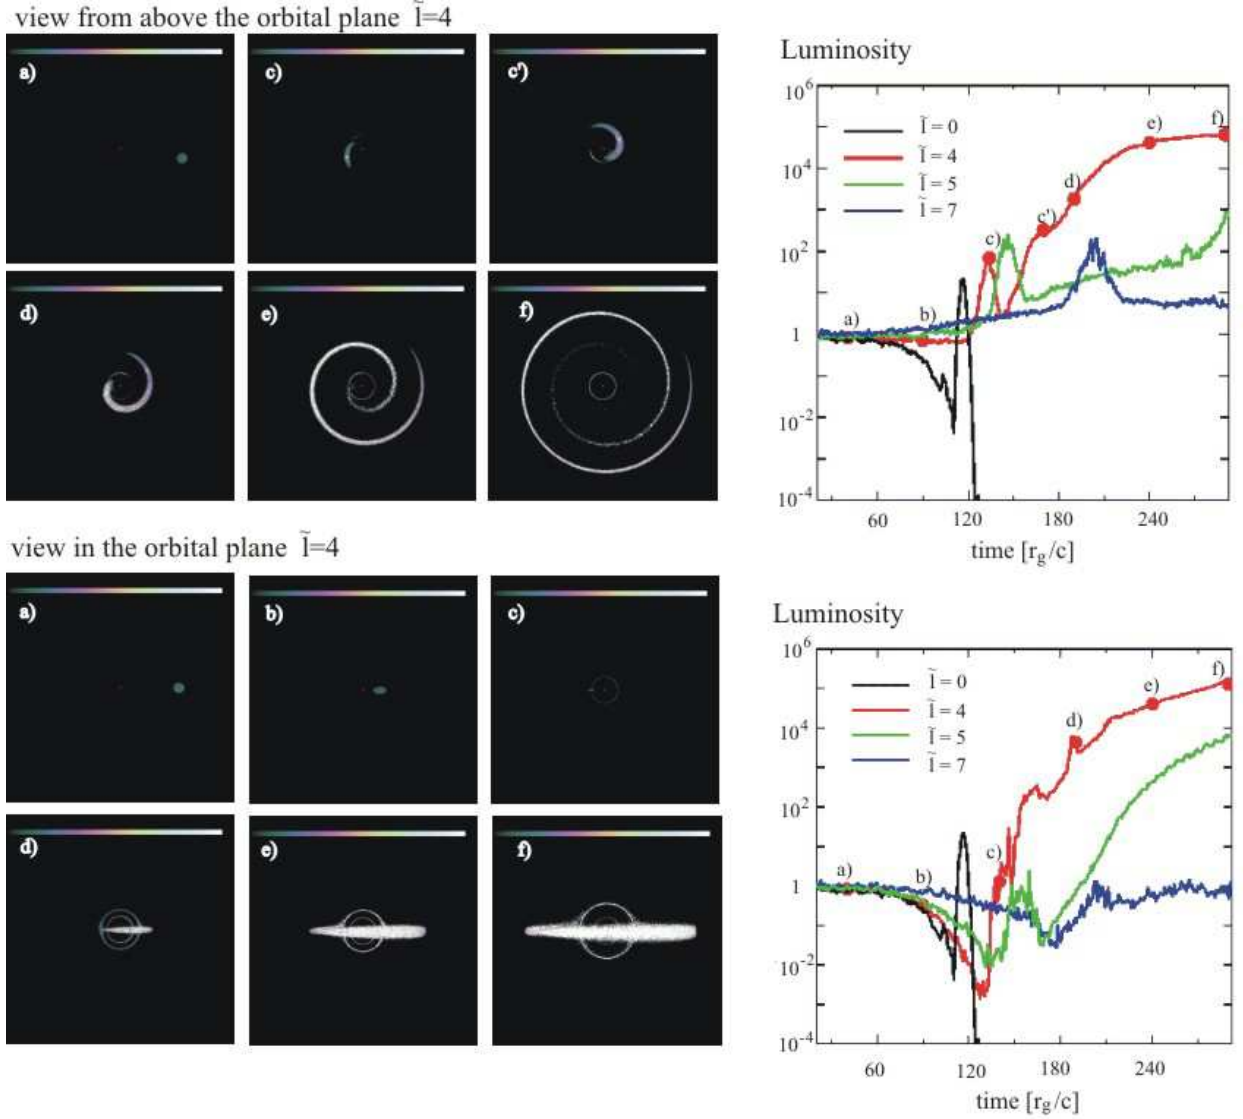 view from above the orbital plane l̃=4
a)
c)
c')
d)
e)
f)
Luminosity
10^6
10^4
10^2
1
10^-2
10^-4
l̃ = 0
l̃ = 4
l̃ = 5
l̃ = 7
a)
b)
c)
c')
d)
e)
f)
60
120
180
240
time [r_g/c]
view in the orbital plane l̃=4
a)
b)
c)
d)
e)
f)
Luminosity
10^6
10^4
10^2
1
10^-2
10^-4
l̃ = 0
l̃ = 4
l̃ = 5
l̃ = 7
a)
b)
c)
d)
e)
f)
60
120
180
240
time [r_g/c]